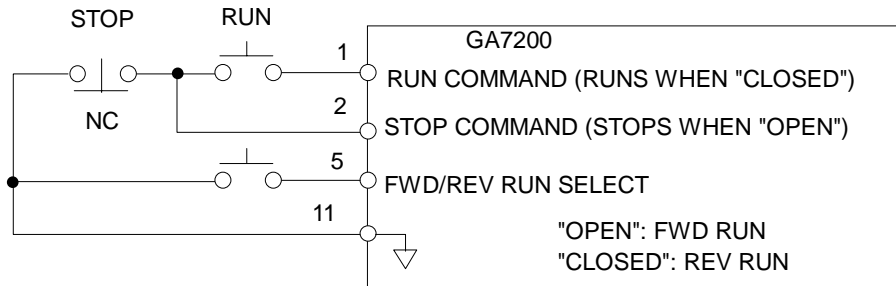 STOP
RUN
NC
GA7200
1
RUN COMMAND (RUNS WHEN "CLOSED")
2
STOP COMMAND (STOPS WHEN "OPEN")
5
FWD/REV RUN SELECT
11
"OPEN": FWD RUN
"CLOSED": REV RUN